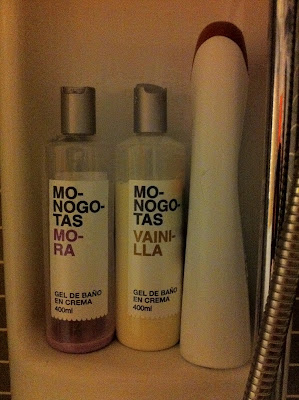 MO-
NOGO-
TAS
MO-
RA
GEL DE BAÑO
EN CREMA
400ml
MO-
NOGO-
TAS
VAINI-
LLA
GEL DE BAÑO
EN CREMA
400ml